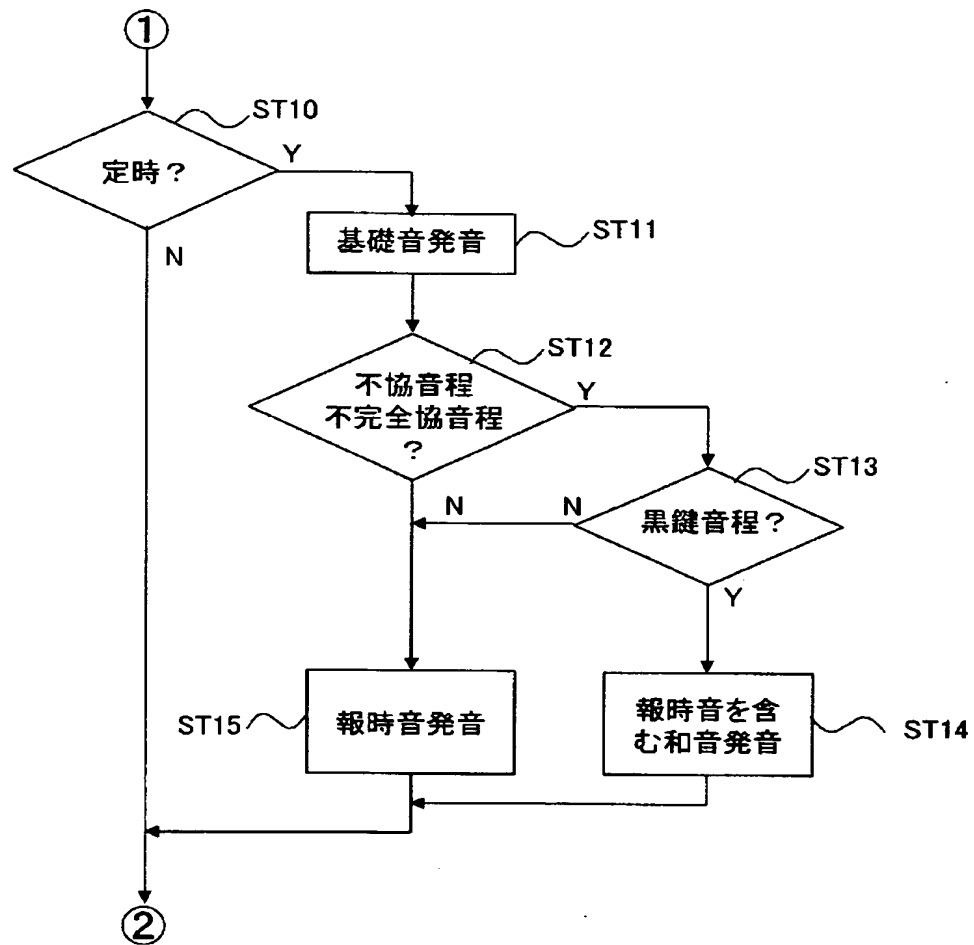 ①
ST10
定時？
Y
N
基礎音発音
ST11
ST12
不協音程
不完全協音程
？
Y
N
ST13
黒鍵音程？
N
Y
ST15
報時音発音
報時音を含
む和音発音
ST14
②